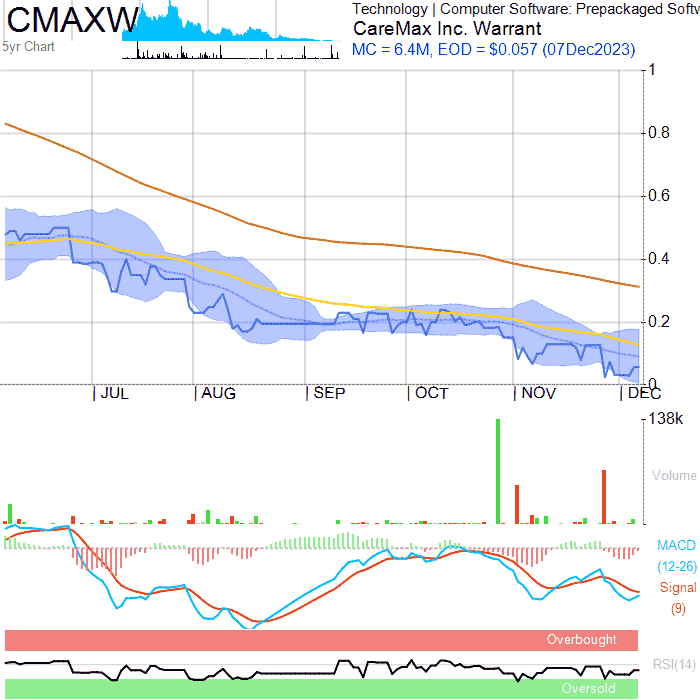 CMAXW
5yr Chart
Technology | Computer Software: Prepackaged Softw
CareMax Inc. Warrant
MC = 6.4M, EOD = $0.057 (07Dec2023)
1
0.8
0.6
0.4
0.2
0
JUL AUG SEP OCT NOV DEC
138k
Volume
MACD
(12-26)
Signal
(9)
Overbought
RSI(14)
Oversold